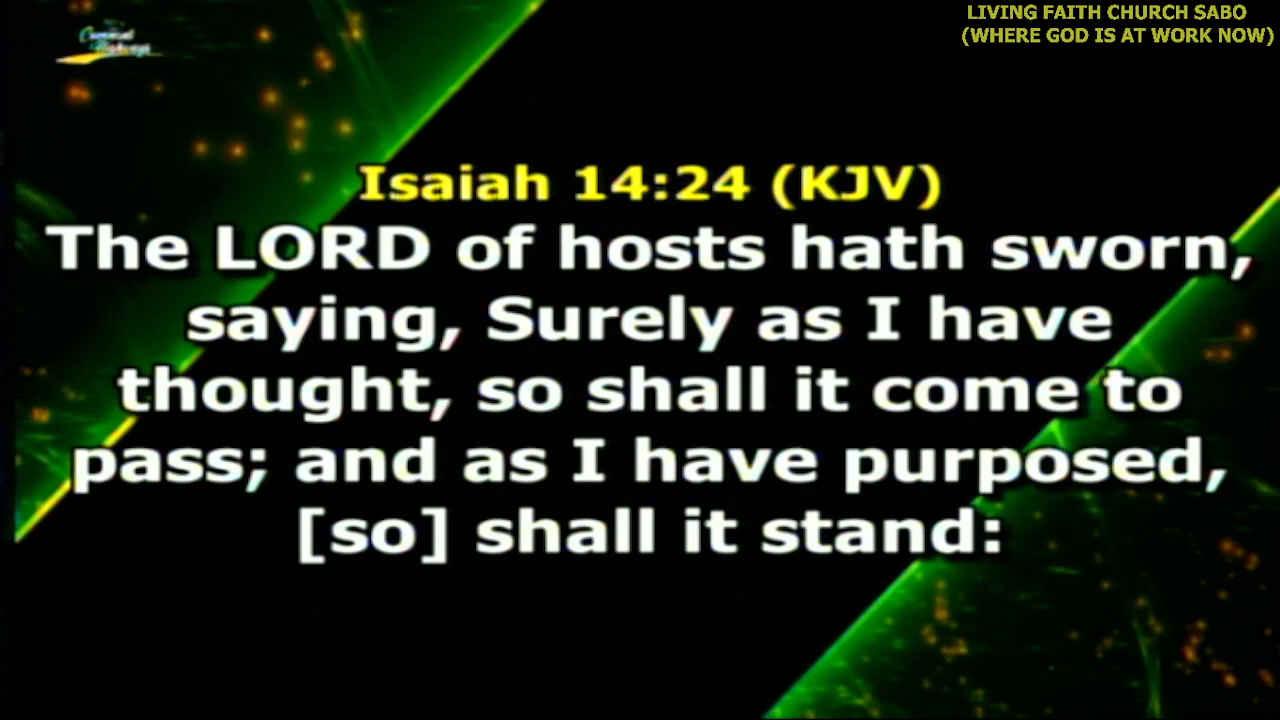 LIVING FAITH CHURCH SABO
(WHERE GOD IS AT WORK NOW)
Isaiah 14:24 (KJV)
The LORD of hosts hath sworn,
saying, Surely as I have
thought, so shall it come to
pass; and as I have purposed,
[so] shall it stand: